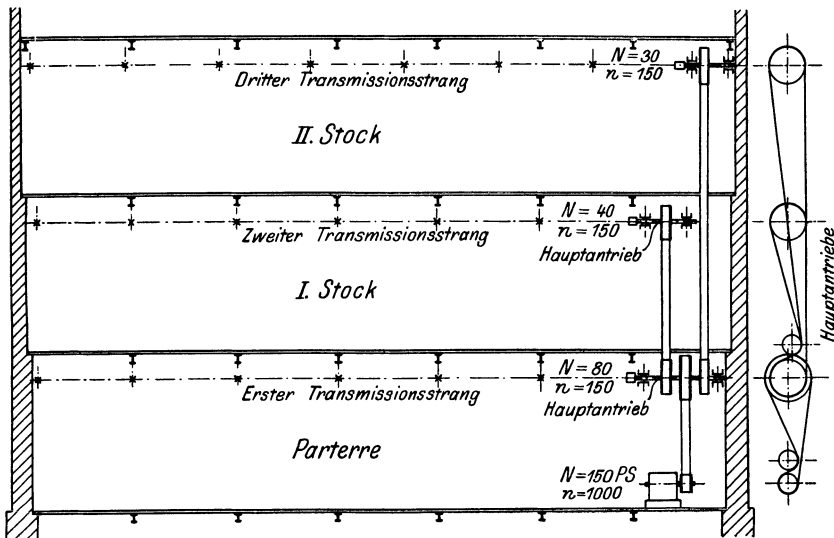 N=30
n=150
Dritter Transmissionsstrang
II. Stock
N=40
n=150
Zweiter Transmissionsstrang
Hauptantrieb
I. Stock
Hauptantriebe
N=80
n=150
Erster Transmissionsstrang
Hauptantrieb
Parterre
N=150 PS
n=1000